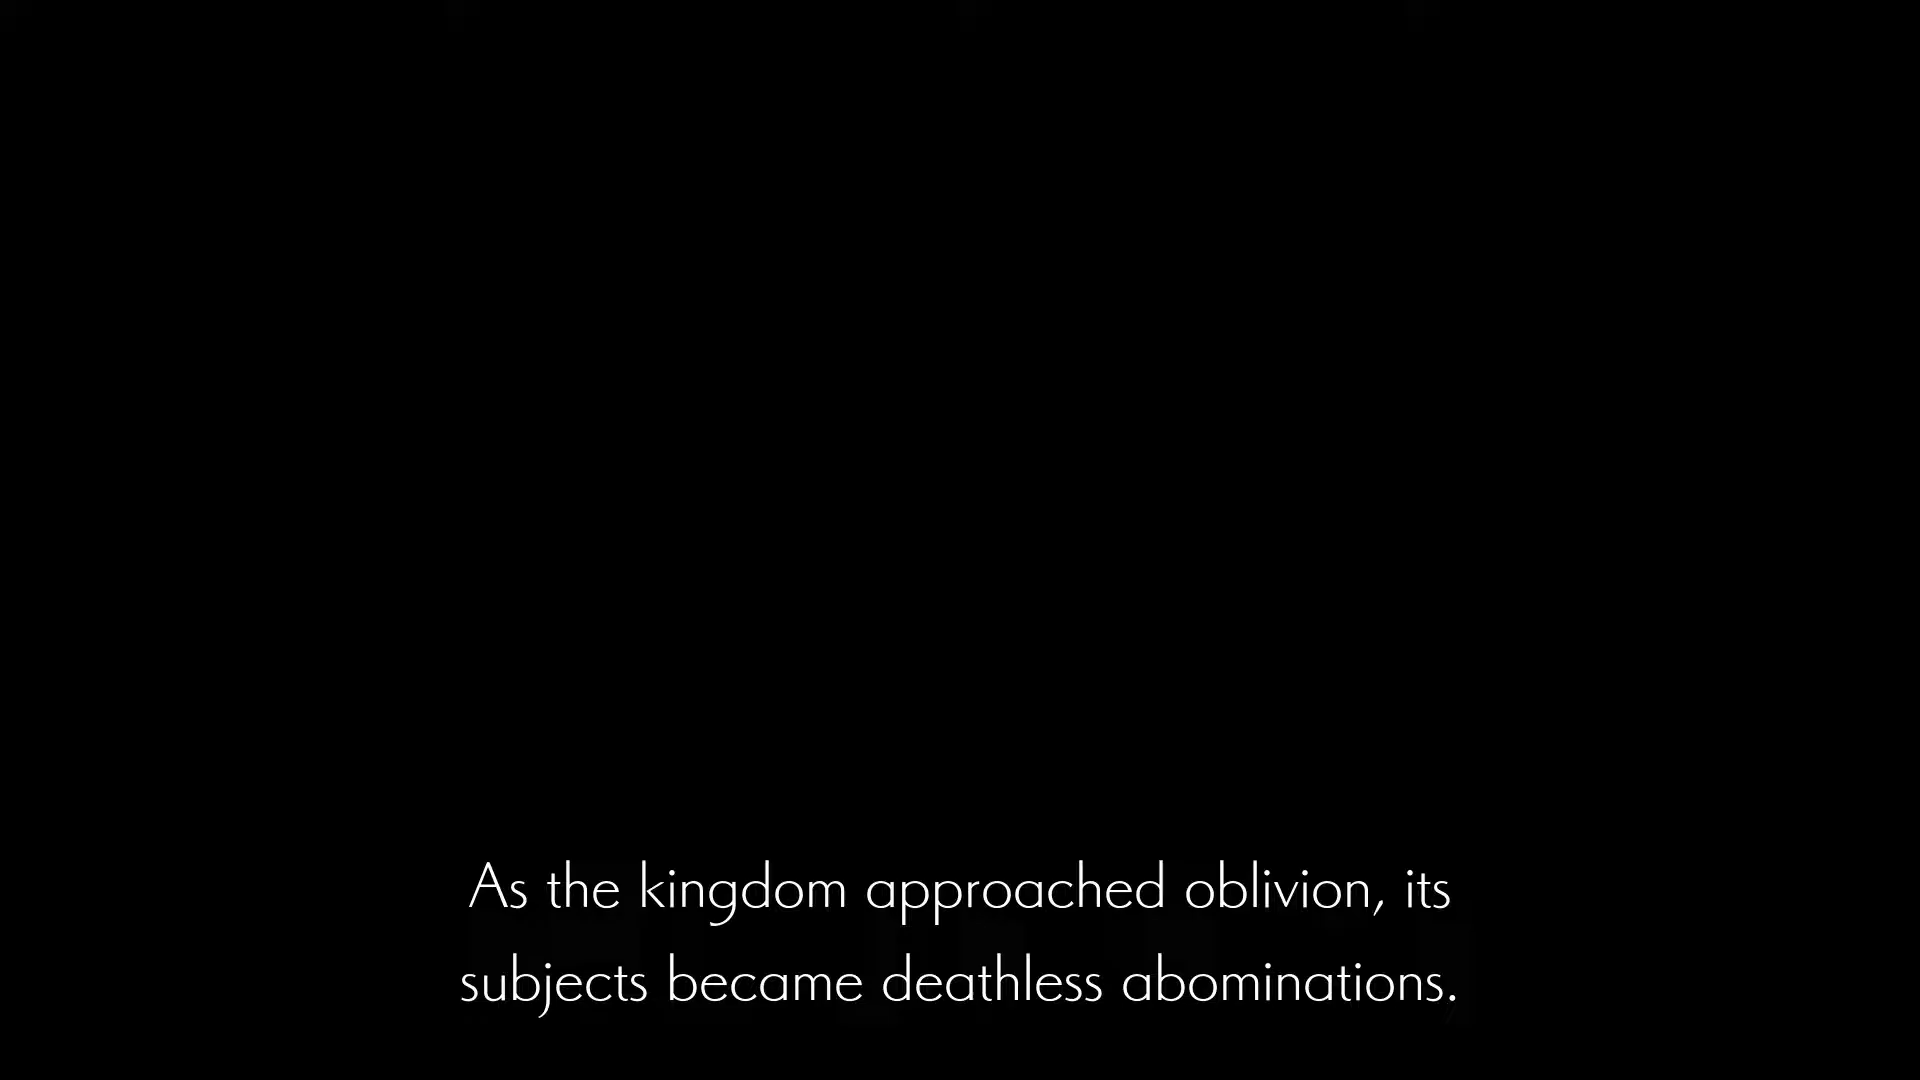 As the kingdom approached oblivion, its
subjects became deathless abominations.